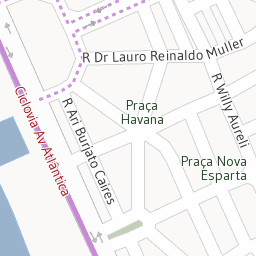 R Dr Lauro Reinaldo Muller
R Willy Aureli
Ciclovia Av Atlântica
R Ari Buriato Caires
Praça
Havana
Praça Nova
Esparta